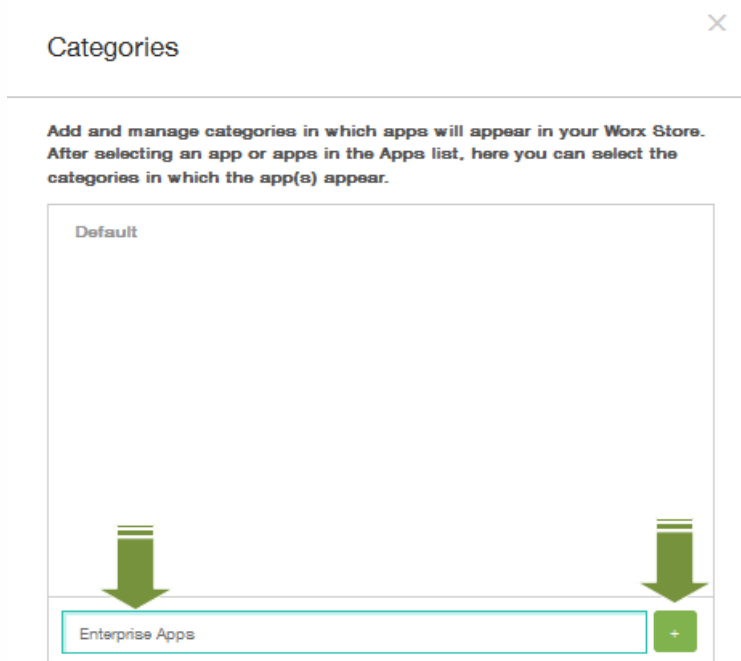 Categories
Add and manage categories in which apps will appear in your Worx Store.
After selecting an app or apps in the Apps list, here you can select the
categories in which the app(s) appear.
Default
Enterprise Apps
+